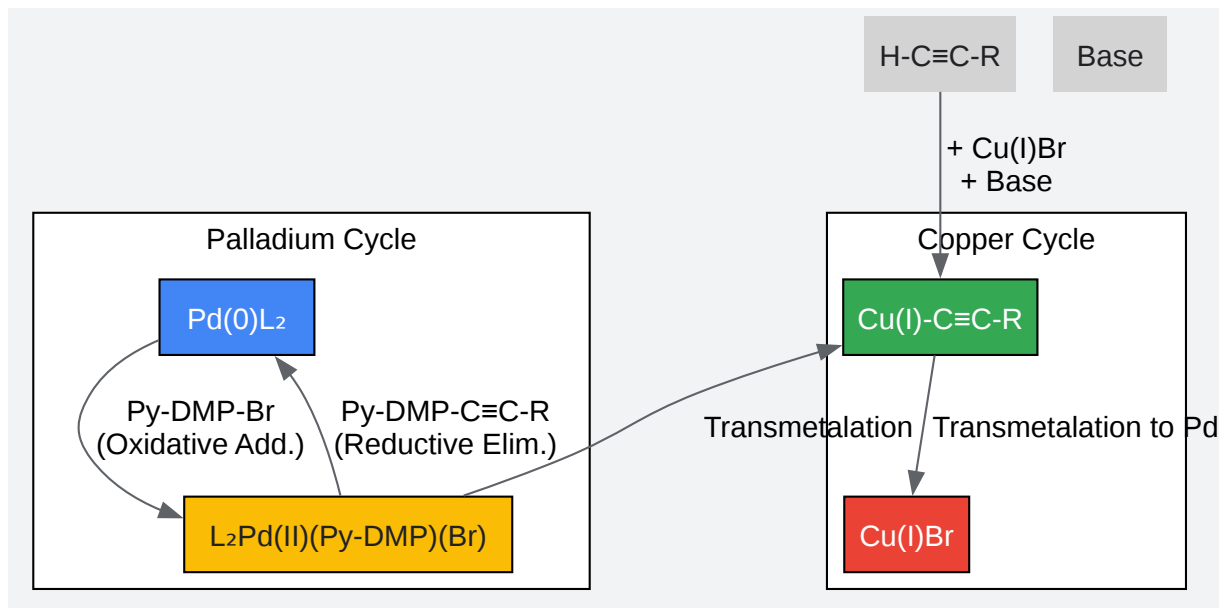 H-C≡C-R
Base
+ Cu(I)Br
+ Base
Palladium Cycle
Copper Cycle
Pd(0)L₂
Cu(I)-C≡C-R
Py-DMP-Br
(Oxidative Add.)
Py-DMP-C≡C-R
(Reductive Elim.)
Transmetalation
Transmetalation to Pd
L₂Pd(II)(Py-DMP)(Br)
Cu(I)Br